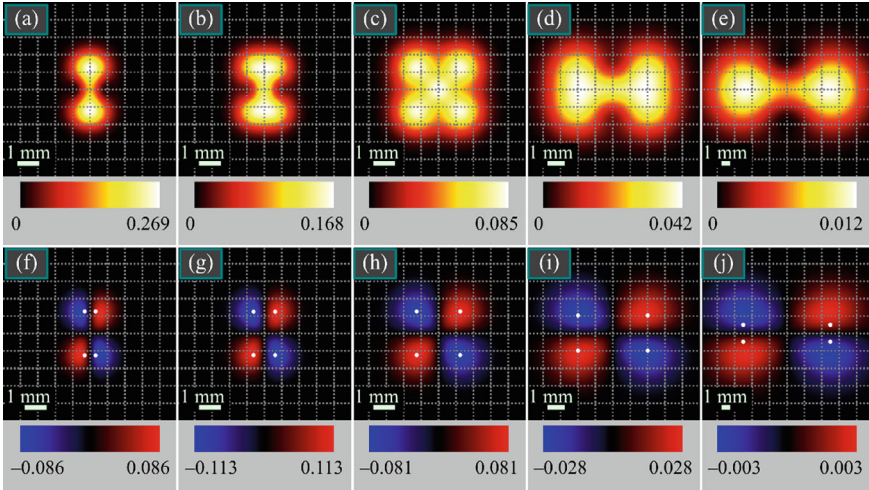 (a) (b) (c) (d) (e)
1 mm 1 mm 1 mm 1 mm 1 mm
0 0.269 0 0.168 0 0.085 0 0.042 0 0.012
(f) (g) (h) (i) (j)
1 mm 1 mm 1 mm 1 mm 1 mm
−0.086 0.086 −0.113 0.113 −0.081 0.081 −0.028 0.028 −0.003 0.003